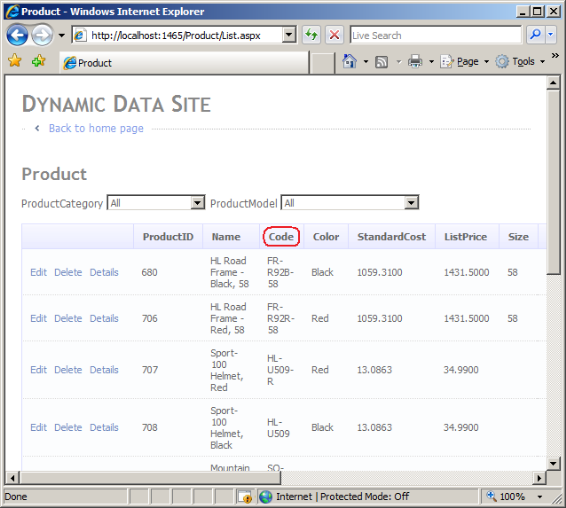 Product - Windows Internet Explorer
http://localhost:1465/Product/List.aspx
Live Search
Product
Page
Tools
»
DYNAMIC DATA SITE
‹ Back to home page
Product
ProductCategory All ProductModel All
ProductID Name Code Color StandardCost ListPrice Size
Edit Delete Details 680 HL Road Frame - Black, 58 FR-R92B-58 Black 1059.3100 1431.5000 58
Edit Delete Details 706 HL Road Frame - Red, 58 FR-R92R-58 Red 1059.3100 1431.5000 58
Edit Delete Details 707 Sport-100 Helmet, Red HL-U509-R Red 13.0863 34.9900
Edit Delete Details 708 Sport-100 Helmet, Black HL-U509 Black 13.0863 34.9900
Mountain SO-
Done Internet | Protected Mode: Off 100%